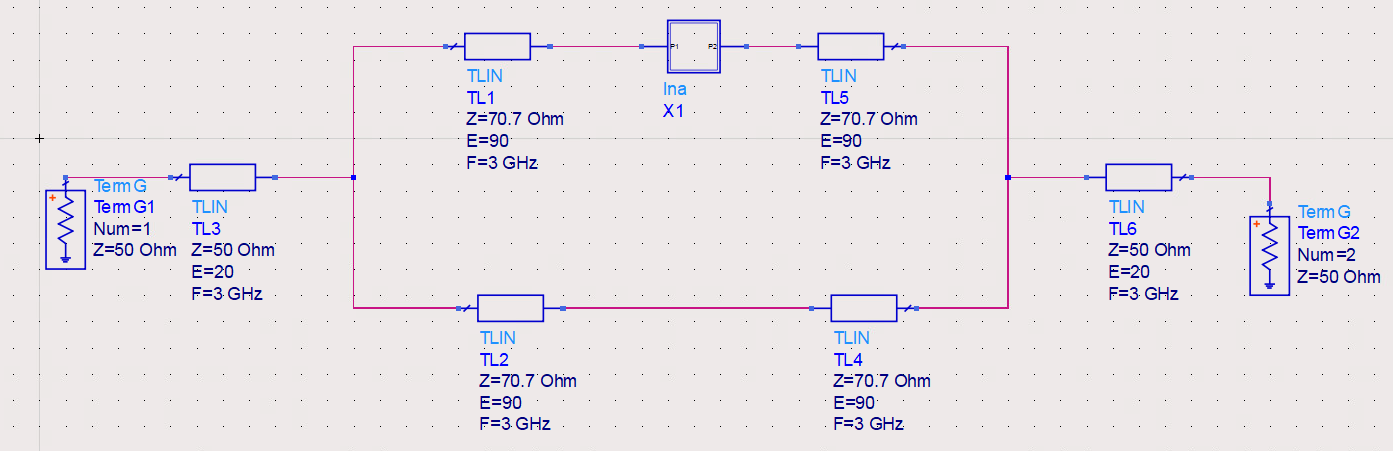 P1 P2
TLIN
TL1
Z=70.7 Ohm
E=90
F=3 GHz
Ina
X1
TLIN
TL5
Z=70.7 Ohm
E=90
F=3 GHz
+
Term G
Term G1
Num=1
Z=50 Ohm
TLIN
TL3
Z=50 Ohm
E=20
F=3 GHz
TLIN
TL6
Z=50 Ohm
E=20
F=3 GHz
+
Term G
Term G2
Num=2
Z=50 Ohm
TLIN
TL2
Z=70.7 Ohm
E=90
F=3 GHz
TLIN
TL4
Z=70.7 Ohm
E=90
F=3 GHz